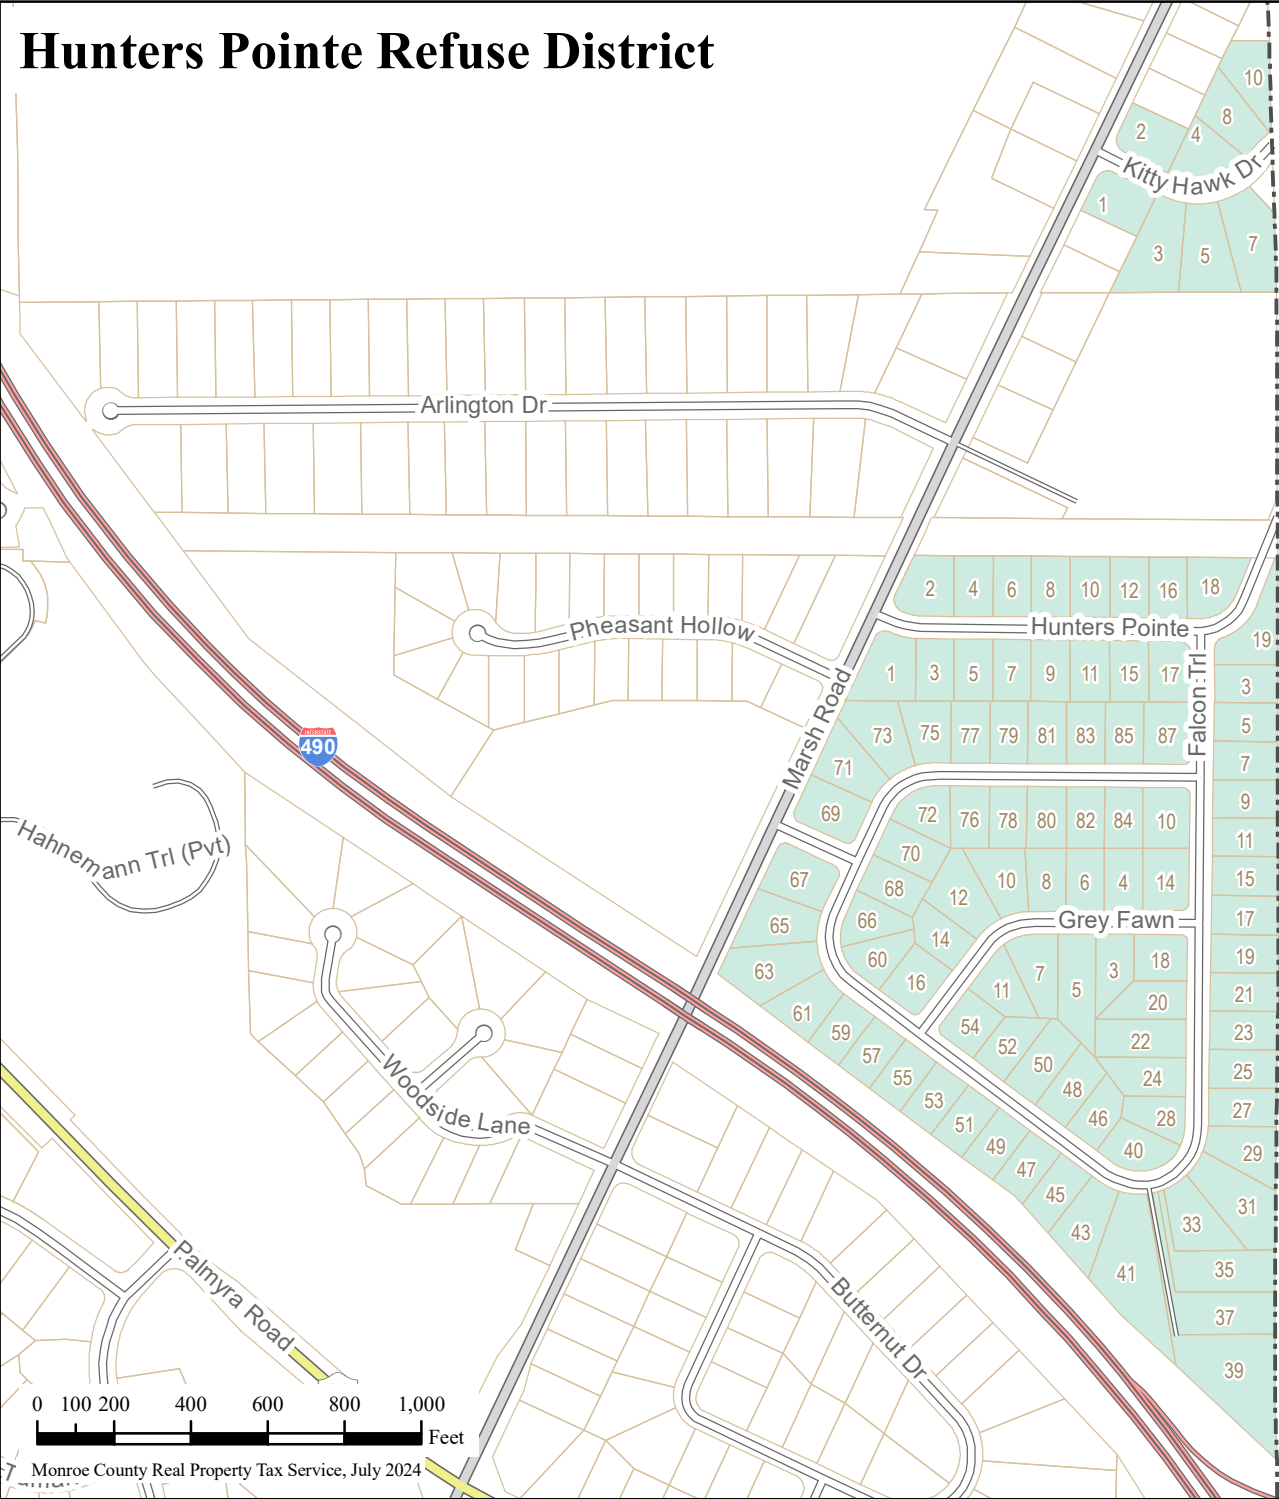 Hunters Pointe Refuse District
10
8
2
4
Kitty Hawk Dr
1
3 5 7
Arlington Dr
2 4 6 8 10 12 16 18
Pheasant Hollow
Hunters Pointe
19
1 3 5 7 9 11 15 17
3
Falcon Trl
Marsh Road
73 75 77 79 81 83 85 87
5
INTERSTATE
490
71
7
69
9
72 76 78 80 82 84 10
11
Hahnemann Trl (Pvt)
70
67 68 12 10 8 6 4 14
15
65 66
Grey Fawn
17
14
63 60 16
11 7 5 3 18
19
20
21
61 59 54 52 22
23
57 50
55 48 24
25
53 46 28
27
51 40
49
29
47
45
31
43 33
41
35
37
39
Woodside Lane
Palmyra Road
Butternut Dr
0 100 200 400 600 800 1,000
Feet
Monroe County Real Property Tax Service, July 2024